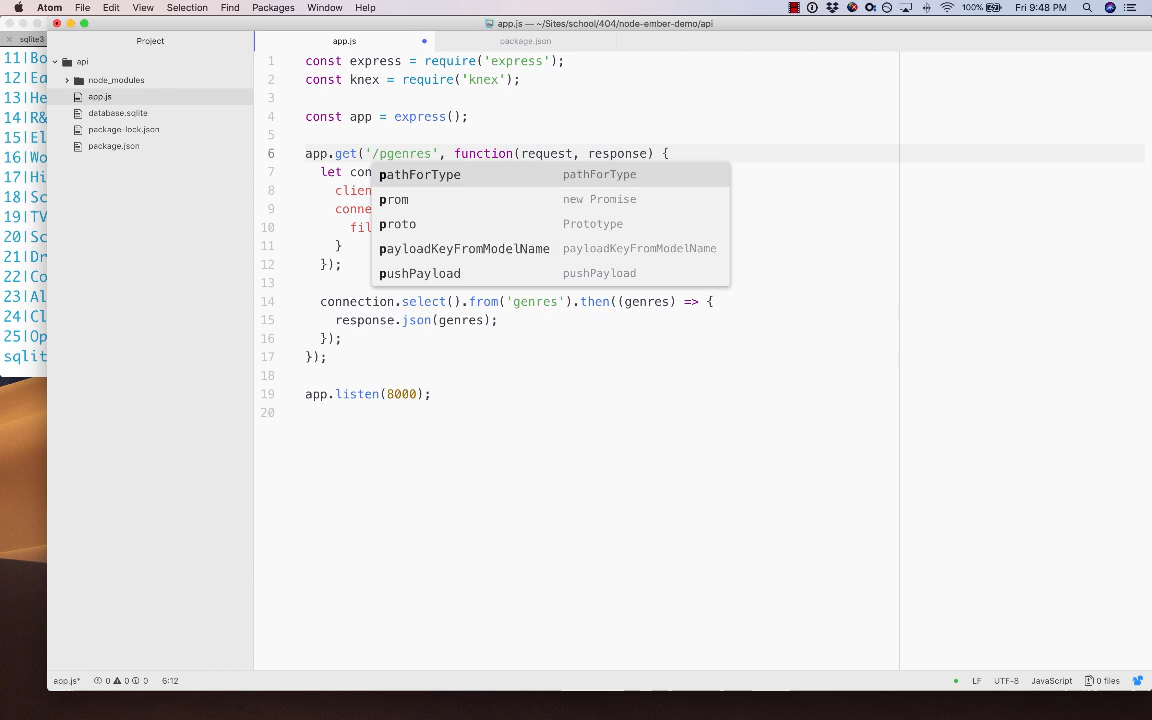 Atom File Edit View Selection Find Packages Window Help 100% Fri 9:48 PM
app.js — ~/Sites/school/404/node-ember-demo/api
sqlite3
11|Bo
12|Ea
13|He
14|R&
15|El
16|Wo
17|Hi
18|Sc
19|TV
20|Sc
21|Dr
22|Co
23|Al
24|Cl
25|Op
sqlit
Project
api
node_modules
app.js
database.sqlite
package-lock.json
package.json
app.js package.json
1 const express = require('express');
2 const knex = require('knex');
3
4 const app = express();
5
6 app.get('/pgenres', function(request, response) {
7 let con
8 clien
9 conne
10 fil
11 }
12 });
13
14 connection.select().from('genres').then((genres) => {
15 response.json(genres);
16 });
17 });
18
19 app.listen(8000);
20
pathForType pathForType
prom new Promise
proto Prototype
payloadKeyFromModelName payloadKeyFromModelName
pushPayload pushPayload
app.js* 0 0 0 6:12 LF UTF-8 JavaScript 0 files